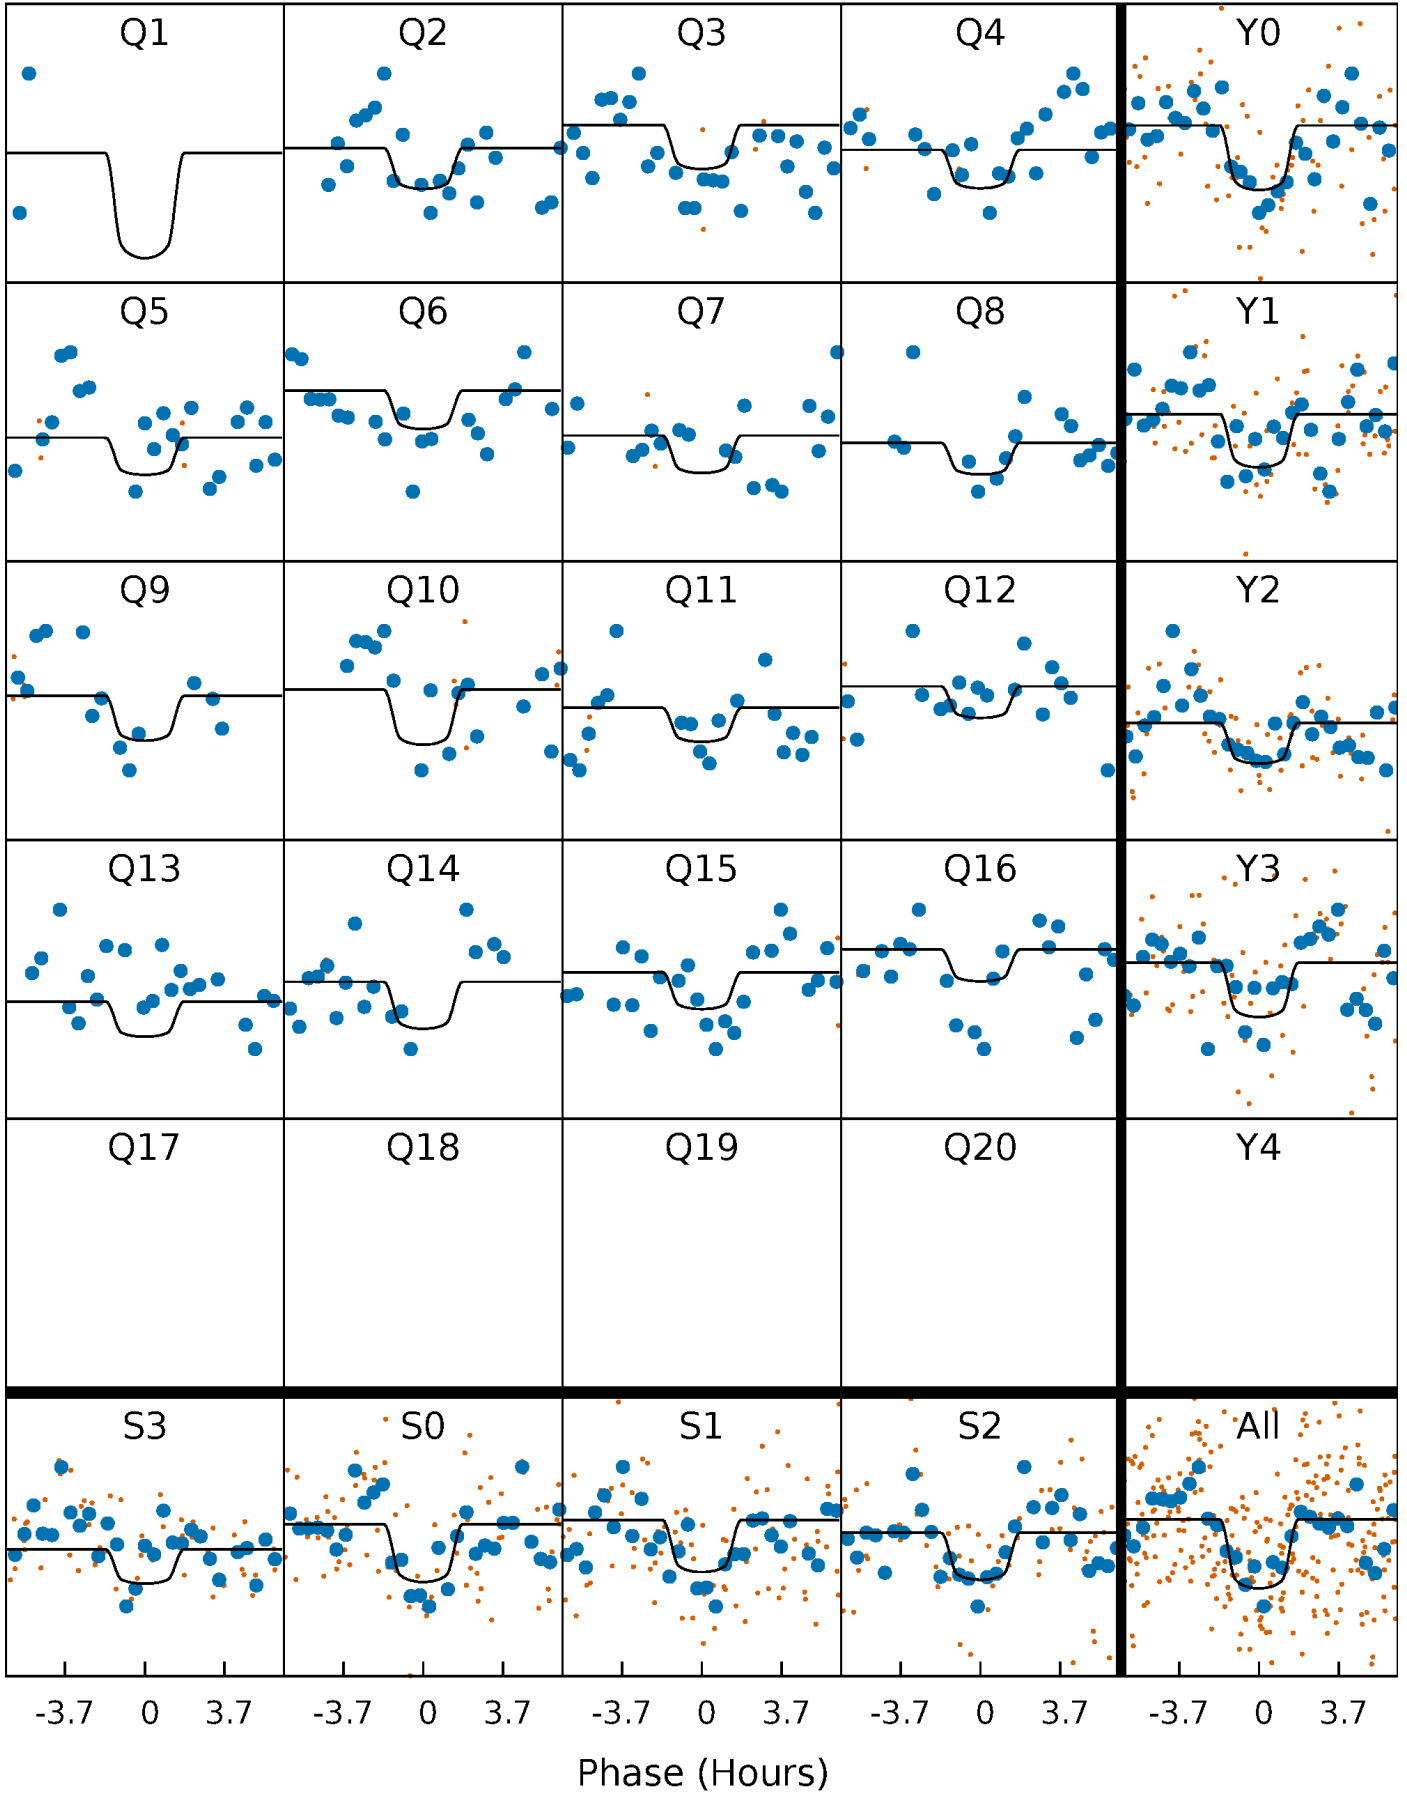 Q1 Q2 Q3 Q4 Y0
Q5 Q6 Q7 Q8 Y1
Q9 Q10 Q11 Q12 Y2
Q13 Q14 Q15 Q16 Y3
Q17 Q18 Q19 Q20 Y4
S3 S0 S1 S2 All
-3.7 0 3.7 -3.7 0 3.7 -3.7 0 3.7 -3.7 0 3.7 -3.7 0 3.7
Phase (Hours)